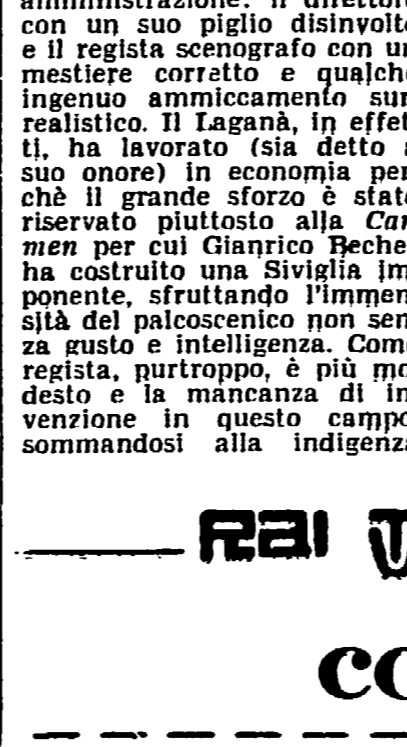 amministrazione. Il direttore
con un suo piglio disinvolto
e il regista scenografo con un
mestiere corretto e qualche
ingenuo ammiccamento sur
realistico. Il Laganà, in effet
ti, ha lavorato (sia detto a
suo onore) in economia per
chè il grande sforzo è stato
riservato piuttosto alla Car
men per cui Gianrico Beche
ha costruito una Siviglia im
ponente, sfruttando l'immen
sità del palcoscenico non sen
za gusto e intelligenza. Come
regista, purtroppo, è più mo
desto e la mancanza di in
venzione in questo campo
sommandosi alla indigenza
rai
co